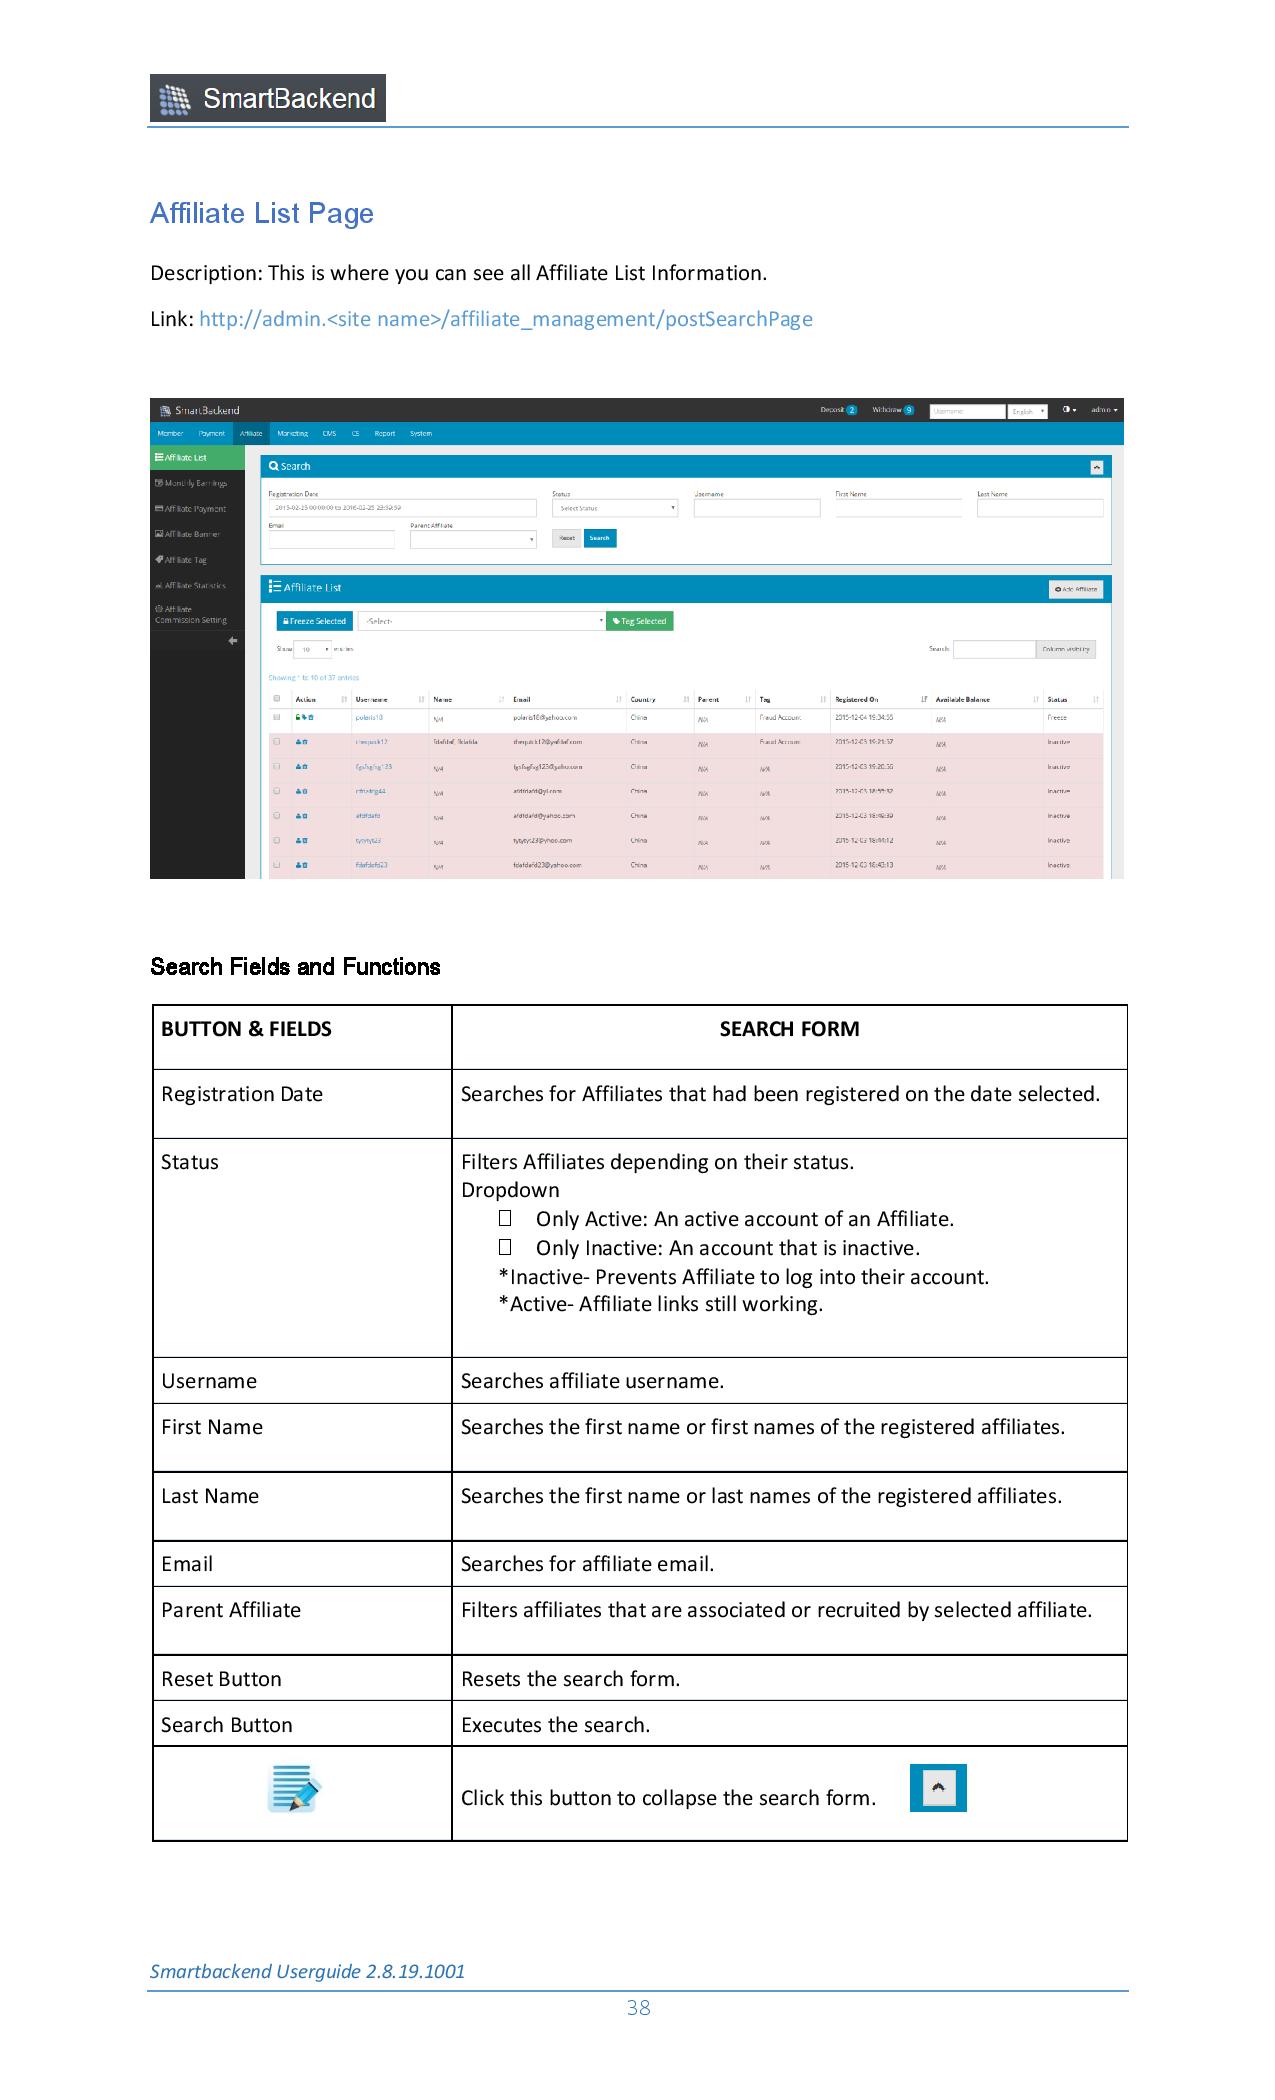 SmartBackend
Affiliate List Page
Description: This is where you can see all Affiliate List Information.
Link: http://admin.<site name>/affiliate_management/postSearchPage
SmartBackend
Deposit 2 Withdraw 9 Username English admin
Member Payment Affiliate Marketing CMS CS Report System
Affiliate List
Monthly Earnings
Affiliate Payment
Affiliate Banner
Affiliate Tag
Affiliate Statistics
Affiliate
Commission Setting
Search
Registration Date Status Username First Name Last Name
2015-02-25 00:00:00 to 2016-02-25 23:59:59 Select Status
Email Parent Affiliate
Reset Search
Affiliate List
Add Affiliate
Freeze Selected -Select- Tag Selected
Show 10 entries
Search: Column visibility
Showing 1 to 10 of 37 entries
Action Username Name Email Country Parent Tag Registered On Available Balance Status
polaris18 N/A polaris18@yahoo.com China N/A Fraud Account 2015-12-04 19:34:55 N/A Freeze
thequick12 fdafdaf, ffdafda thequick12@yafdaf.com China N/A Fraud Account 2015-12-03 19:21:57 N/A Inactive
fgsfsgfsg123 N/A fgsfsgfsg123@yahoo.com China N/A N/A 2015-12-03 19:20:56 N/A Inactive
N/A afdfdafd@yl.com China N/A N/A 2015-12-03 18:55:32 N/A Inactive
afdfdafd N/A afdfdafd@yahoo.com China N/A N/A 2015-12-03 18:49:39 N/A Inactive
tytytyt23 N/A tytytyt23@yhoo.com China N/A N/A 2015-12-03 18:44:12 N/A Inactive
fdafdafd23 N/A fdafdafd23@yahoo.com China N/A N/A 2015-12-03 18:43:13 N/A Inactive
Search Fields and Functions
BUTTON & FIELDS SEARCH FORM
Registration Date Searches for Affiliates that had been registered on the date selected.
Status Filters Affiliates depending on their status.
Dropdown
Only Active: An active account of an Affiliate.
Only Inactive: An account that is inactive.
*Inactive- Prevents Affiliate to log into their account.
*Active- Affiliate links still working.
Username Searches affiliate username.
First Name Searches the first name or first names of the registered affiliates.
Last Name Searches the first name or last names of the registered affiliates.
Email Searches for affiliate email.
Parent Affiliate Filters affiliates that are associated or recruited by selected affiliate.
Reset Button Resets the search form.
Search Button Executes the search.
Click this button to collapse the search form.
Smartbackend Userguide 2.8.19.1001
38